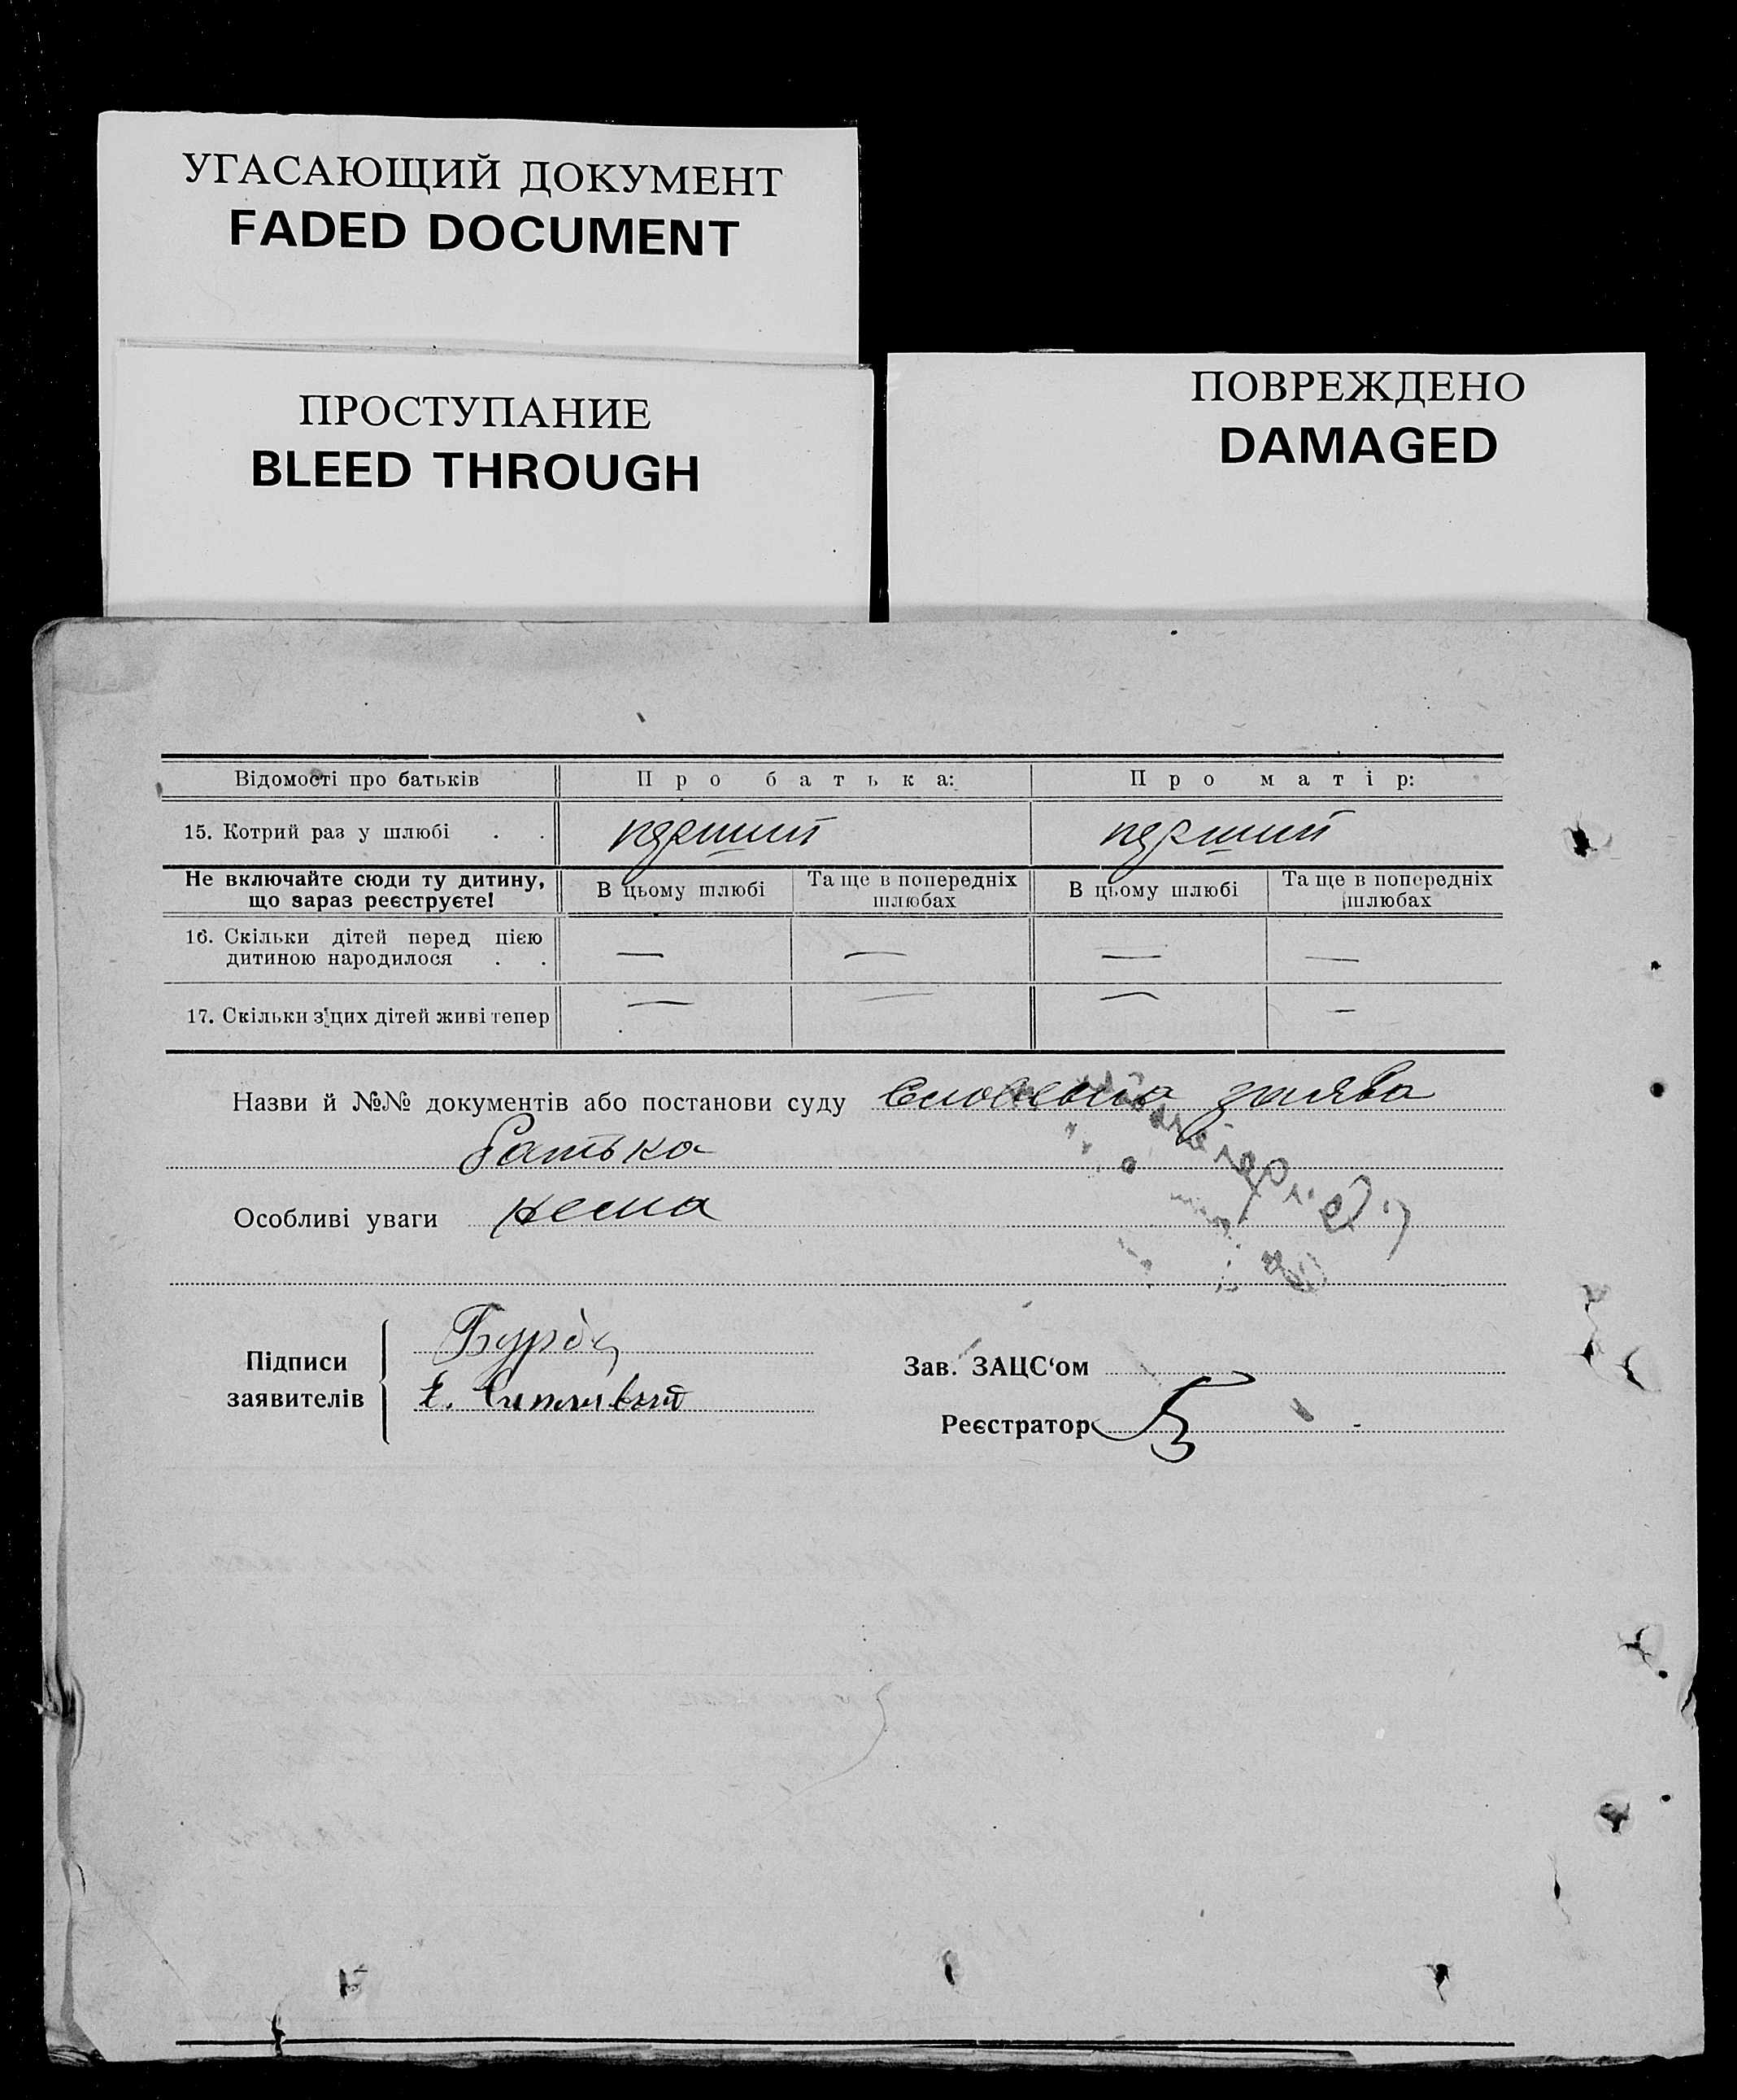 УГАСАЮЩИЙ ДОКУМЕНТ
FADED DOCUMENT
ПРОСТУПАНИЕ
BLEED THROUGH
ПОВРЕЖДЕНО
DAMAGED
Відомості про батьків Про батька: Про матір:
15. Котрий раз у шлюбі . . перший перший
Не включайте сюди ту дитину, що зараз реєструєте! В цьому шлюбі Та ще в попередніх шлюбах В цьому шлюбі Та ще в попередніх шлюбах
16. Скільки дітей перед цією — — — —
дитиною народилося . .
17. Скільки з цих дітей живі тепер — — — —
Назви й №№ документів або постанови суду Словесна заява
батька
Особливі уваги нема
Підписи
заявителів
Бурда
Зав. ЗАЦС‘ом
Реєстратор